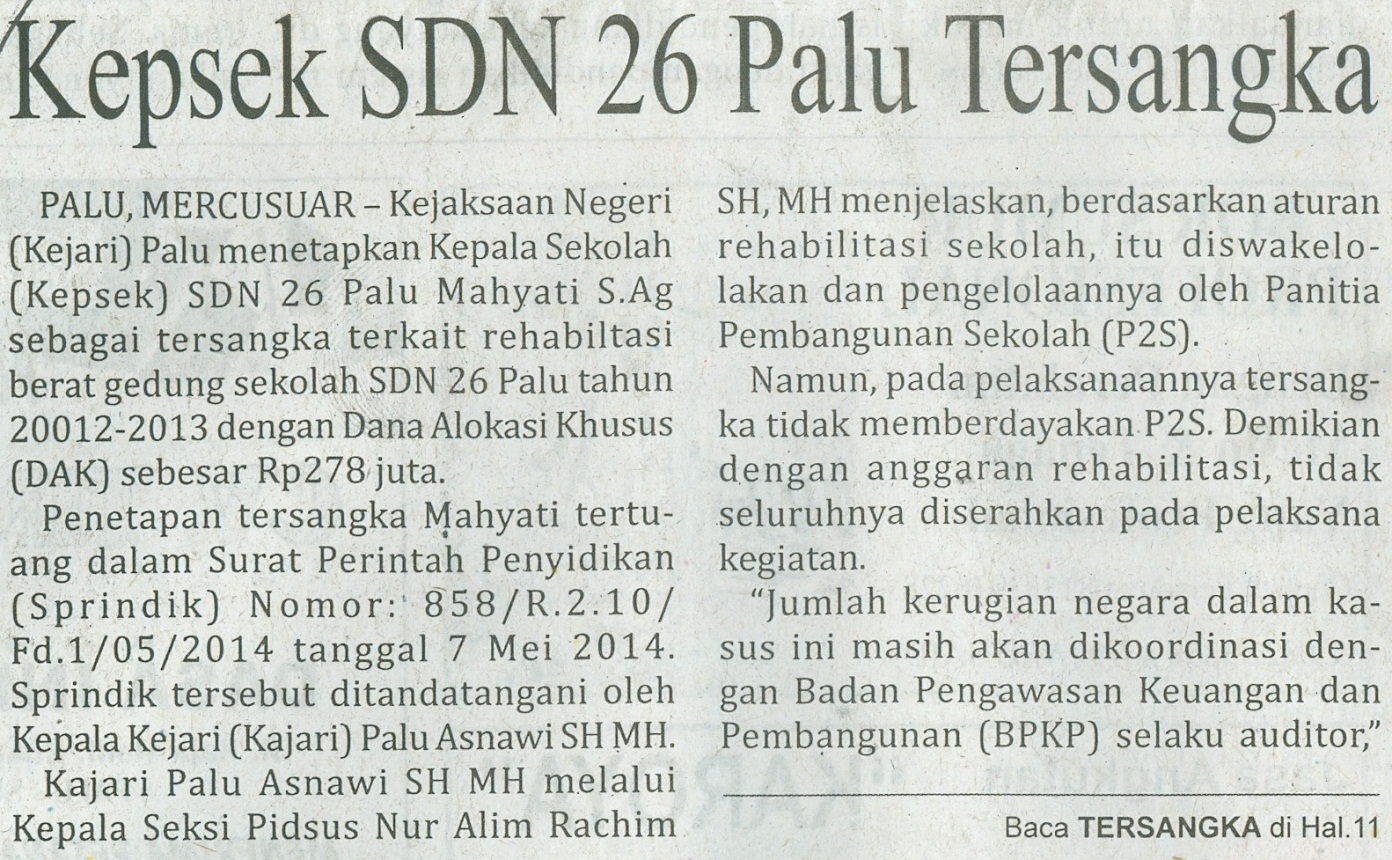 Kepsek SDN 26 Palu Tersangka
PALU, MERCUSUAR – Kejaksaan Negeri
(Kejari) Palu menetapkan Kepala Sekolah
(Kepsek) SDN 26 Palu Mahyati S.Ag
sebagai tersangka terkait rehabiltasi
berat gedung sekolah SDN 26 Palu tahun
20012-2013 dengan Dana Alokasi Khusus
(DAK) sebesar Rp278 juta.
Penetapan tersangka Mahyati tertu-
ang dalam Surat Perintah Penyidikan
(Sprindik) Nomor: 858/R.2.10/
Fd.1/05/2014 tanggal 7 Mei 2014.
Sprindik tersebut ditandatangani oleh
Kepala Kejari (Kajari) Palu Asnawi SH MH.
Kajari Palu Asnawi SH MH melalui
Kepala Seksi Pidsus Nur Alim Rachim
SH, MH menjelaskan, berdasarkan aturan
rehabilitasi sekolah, itu diswakelo-
lakan dan pengelolaannya oleh Panitia
Pembangunan Sekolah (P2S).
Namun, pada pelaksanaannya tersang-
ka tidak memberdayakan P2S. Demikian
dengan anggaran rehabilitasi, tidak
seluruhnya diserahkan pada pelaksana
kegiatan.
“Jumlah kerugian negara dalam ka-
sus ini masih akan dikoordinasi den-
gan Badan Pengawasan Keuangan dan
Pembangunan (BPKP) selaku auditor,”
Baca TERSANGKA di Hal.11